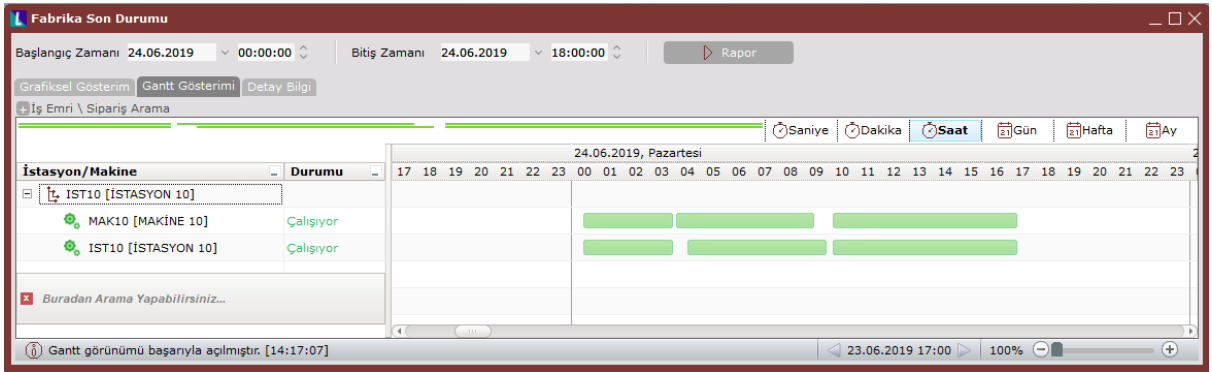 Fabrika Son Durumu
Başlangıç Zamanı 24.06.2019 00:00:00 Bitiş Zamanı 24.06.2019 18:00:00 Rapor
Grafiksel Gösterim Gantt Gösterimi Detay Bilgi
İş Emri \ Sipariş Arama
Saniye Dakika Saat 21 Gün 21 Hafta 21 Ay
24.06.2019, Pazartesi 2
İstasyon/Makine Durumu 17 18 19 20 21 22 23 00 01 02 03 04 05 06 07 08 09 10 11 12 13 14 15 16 17 18 19 20 21 22 23
IST10 [İSTASYON 10]
MAK10 [MAKİNE 10] Çalışıyor
IST10 [İSTASYON 10] Çalışıyor
Buradan Arama Yapabilirsiniz...
Gantt görünümü başarıyla açılmıştır. [14:17:07] 23.06.2019 17:00 100%